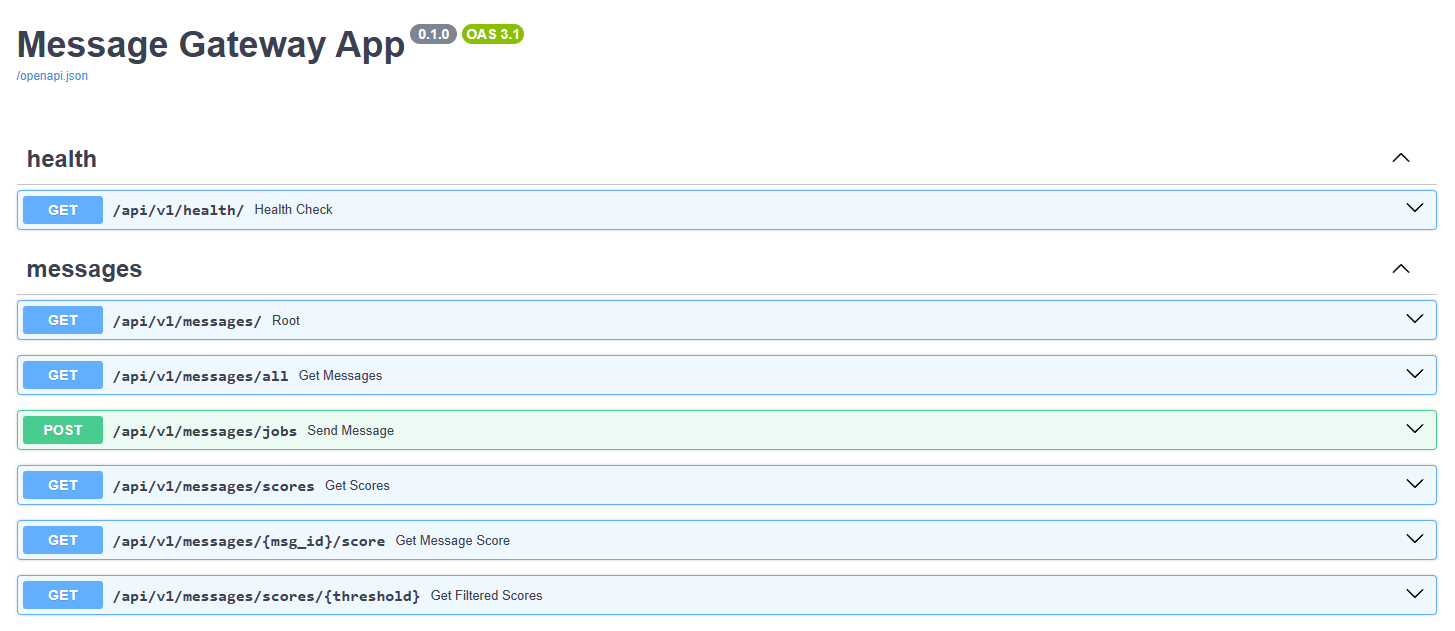 Message Gateway App 0.1.0 OAS 3.1
/openapi.json
health
GET /api/v1/health/ Health Check
messages
GET /api/v1/messages/ Root
GET /api/v1/messages/all Get Messages
POST /api/v1/messages/jobs Send Message
GET /api/v1/messages/scores Get Scores
GET /api/v1/messages/{msg_id}/score Get Message Score
GET /api/v1/messages/scores/{threshold} Get Filtered Scores